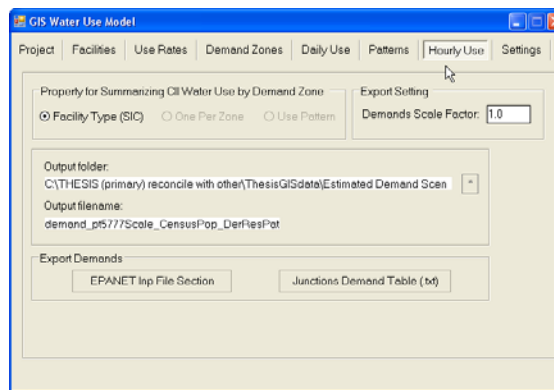 GIS Water Use Model
Project Facilities Use Rates Demand Zones Daily Use Patterns Hourly Use Settings
Property for Summarizing CII Water Use by Demand Zone
Facility Type (SIC) One Per Zone Use Pattern
Export Setting
Demands Scale Factor: 1.0
Output folder:
C:\THESIS (primary) reconcile with other\ThesisGISdata\Estimated Demand Scen
Output filename:
demand_pt5777Scale_CensusPop_DerResPat
Export Demands
EPANET Inp File Section Junctions Demand Table (.txt)